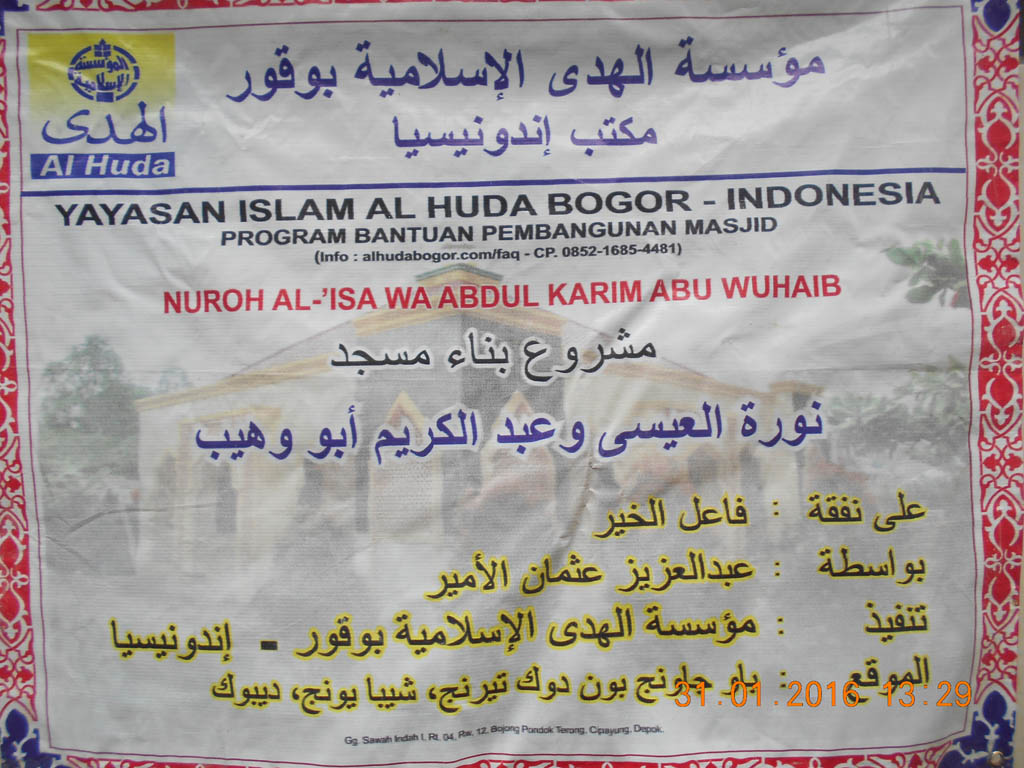 المؤسسة
الإسلامية
الهدى
Al Huda
مؤسسة الهدى الإسلامية بوقور
مكتب إندونيسيا
YAYASAN ISLAM AL HUDA BOGOR - INDONESIA
PROGRAM BANTUAN PEMBANGUNAN MASJID
(Info : alhudabogor.com/faq - CP. 0852-1685-4481)
NUROH AL-'ISA WA ABDUL KARIM ABU WUHAIB
مشروع بناء مسجد
نورة العيسى وعبد الكريم أبو وهيب
على نفقة : فاعل الخير
بواسطة : عبدالعزيز عثمان الأمير
تنفيذ : مؤسسة الهدى الإسلامية بوقور - إندونيسيا
الموقع : باو جاونج بون دوك تيرنج، شيبا يونج، ديبوك
31.01.2016 13:29
Gg. Sawah Indah I, Rt. 04, Rw. 12, Bojong Pondok Terong, Cipayung, Depok.